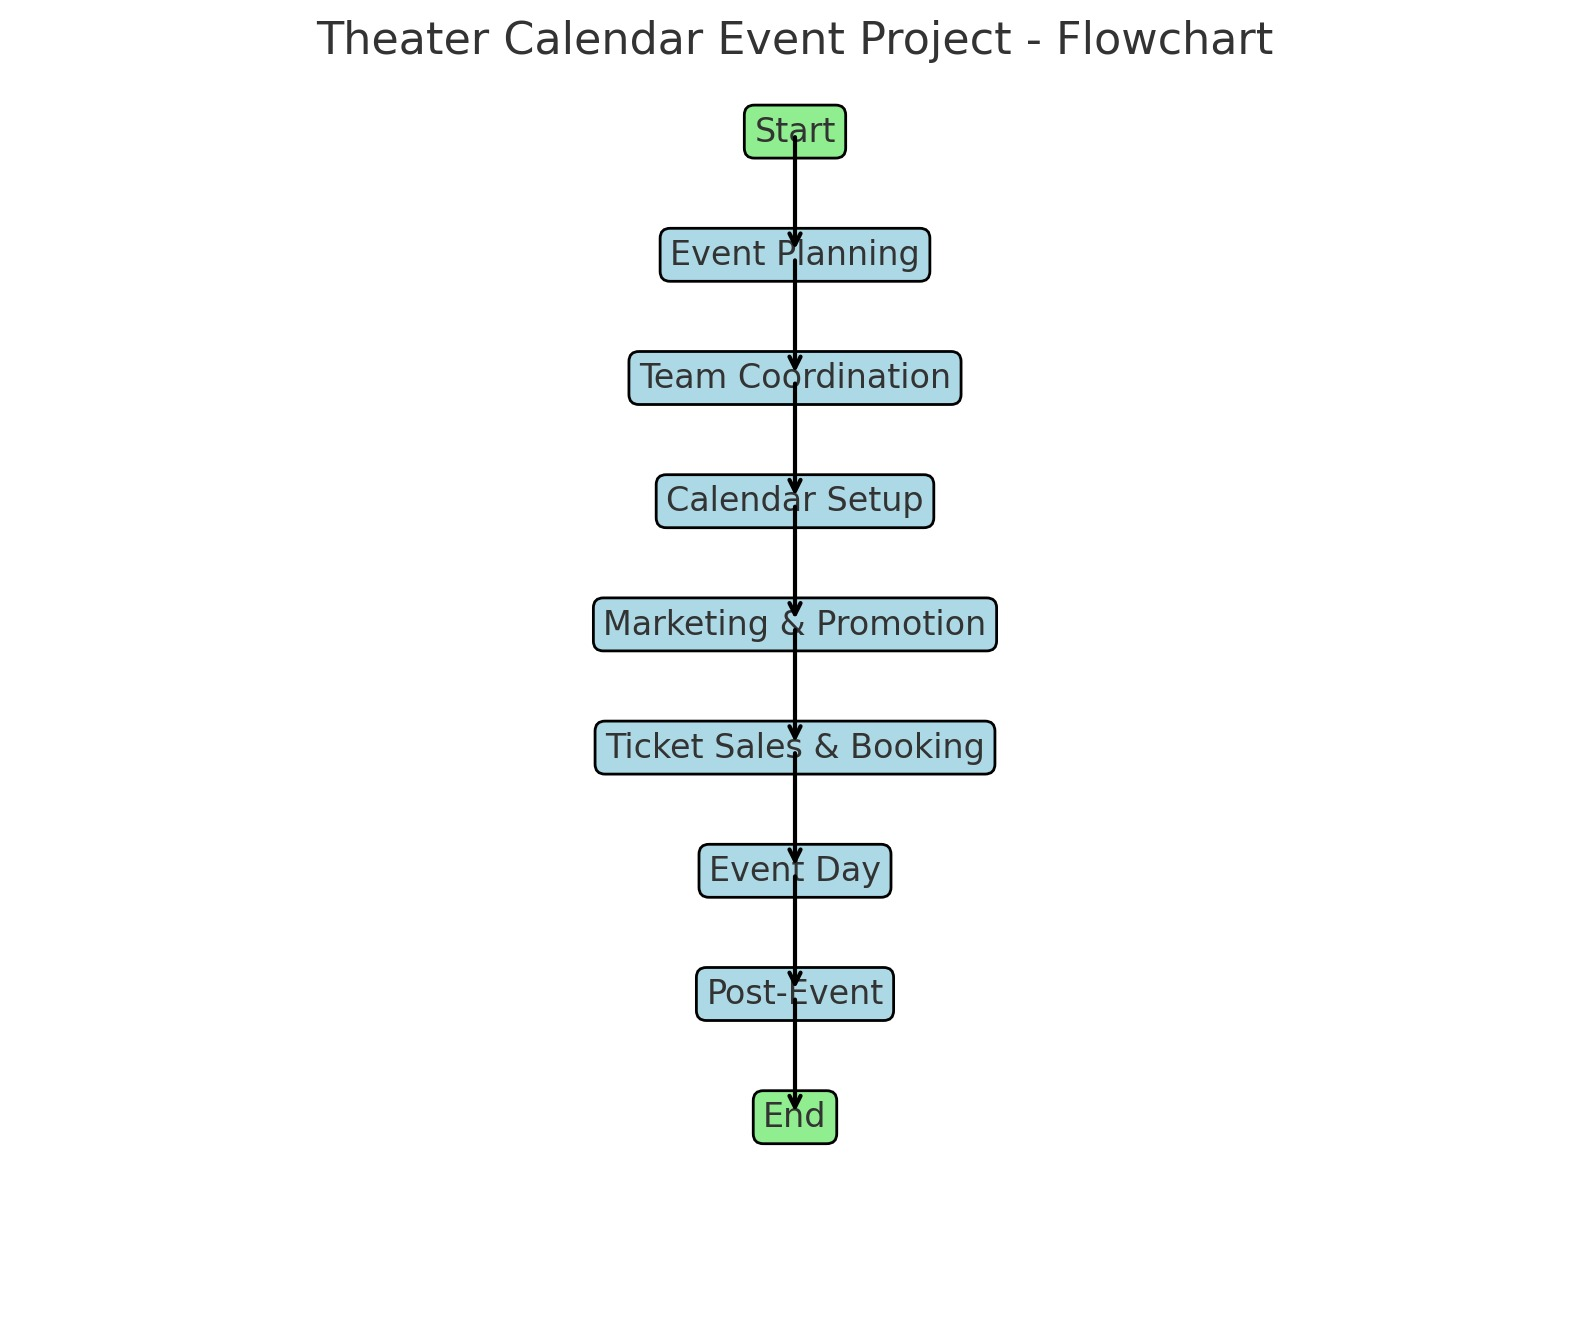 Theater Calendar Event Project - Flowchart
Start
Event Planning
Team Coordination
Calendar Setup
Marketing & Promotion
Ticket Sales & Booking
Event Day
Post-Event
End